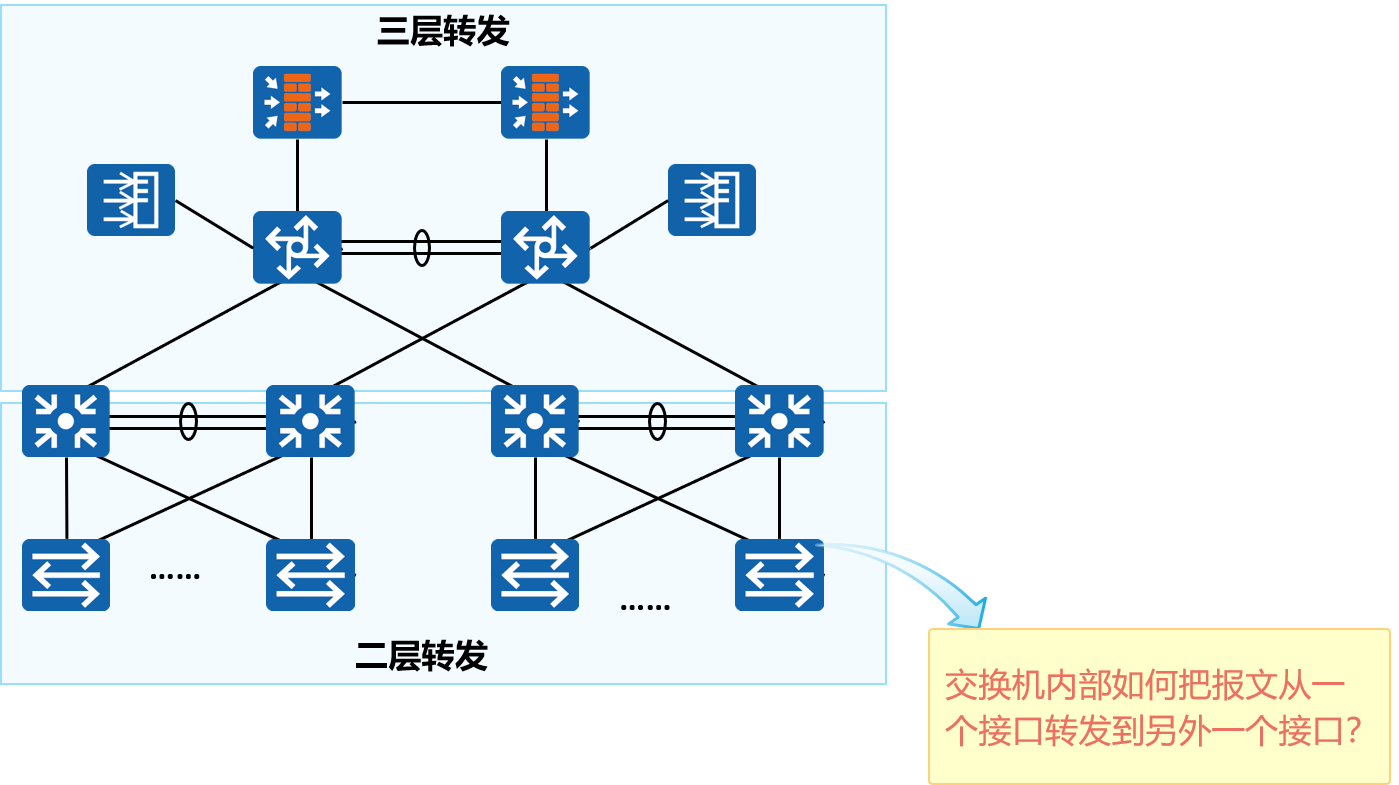 三层转发
……
……
二层转发
交换机内部如何把报文从一
个接口转发到另外一个接口？